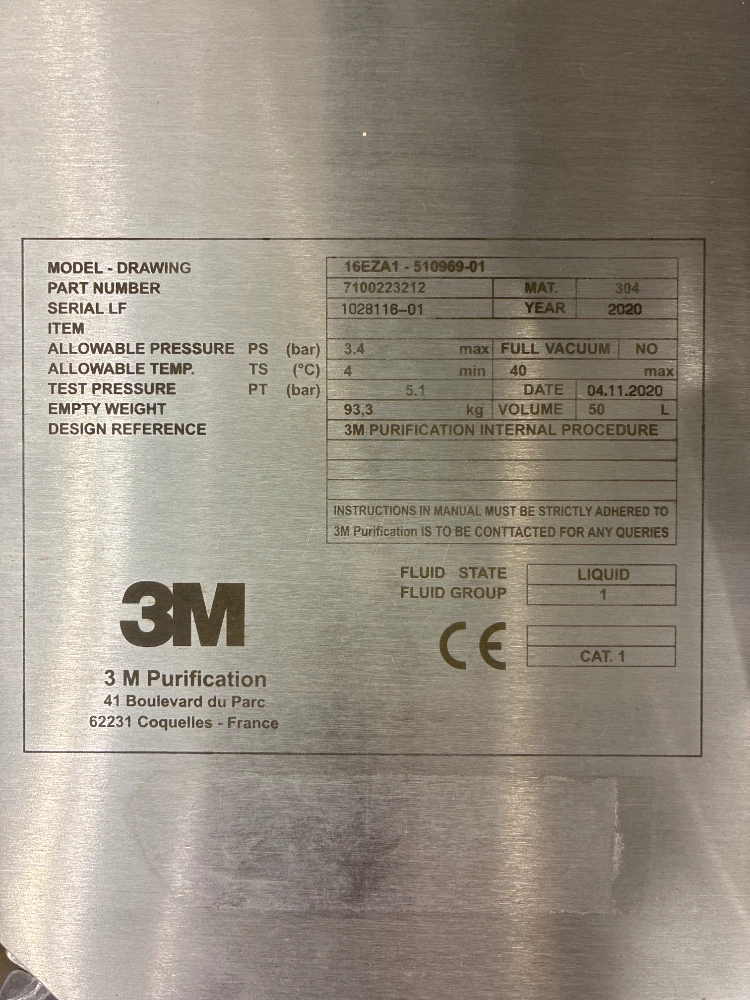 MODEL - DRAWING 16EZA1 - 510969-01
PART NUMBER 7100223212 MAT. 304
SERIAL LF 1028116-01 YEAR 2020
ITEM
ALLOWABLE PRESSURE PS (bar) 3.4 max FULL VACUUM NO
ALLOWABLE TEMP. TS (°C) 4 min 40 max
TEST PRESSURE PT (bar) 5.1 DATE 04.11.2020
EMPTY WEIGHT 93,3 kg VOLUME 50 L
DESIGN REFERENCE 3M PURIFICATION INTERNAL PROCEDURE
INSTRUCTIONS IN MANUAL MUST BE STRICTLY ADHERED TO
3M Purification IS TO BE CONTTACTED FOR ANY QUERIES
FLUID STATE LIQUID
FLUID GROUP 1
CE CAT. 1
3M
3 M Purification
41 Boulevard du Parc
62231 Coquelles - France